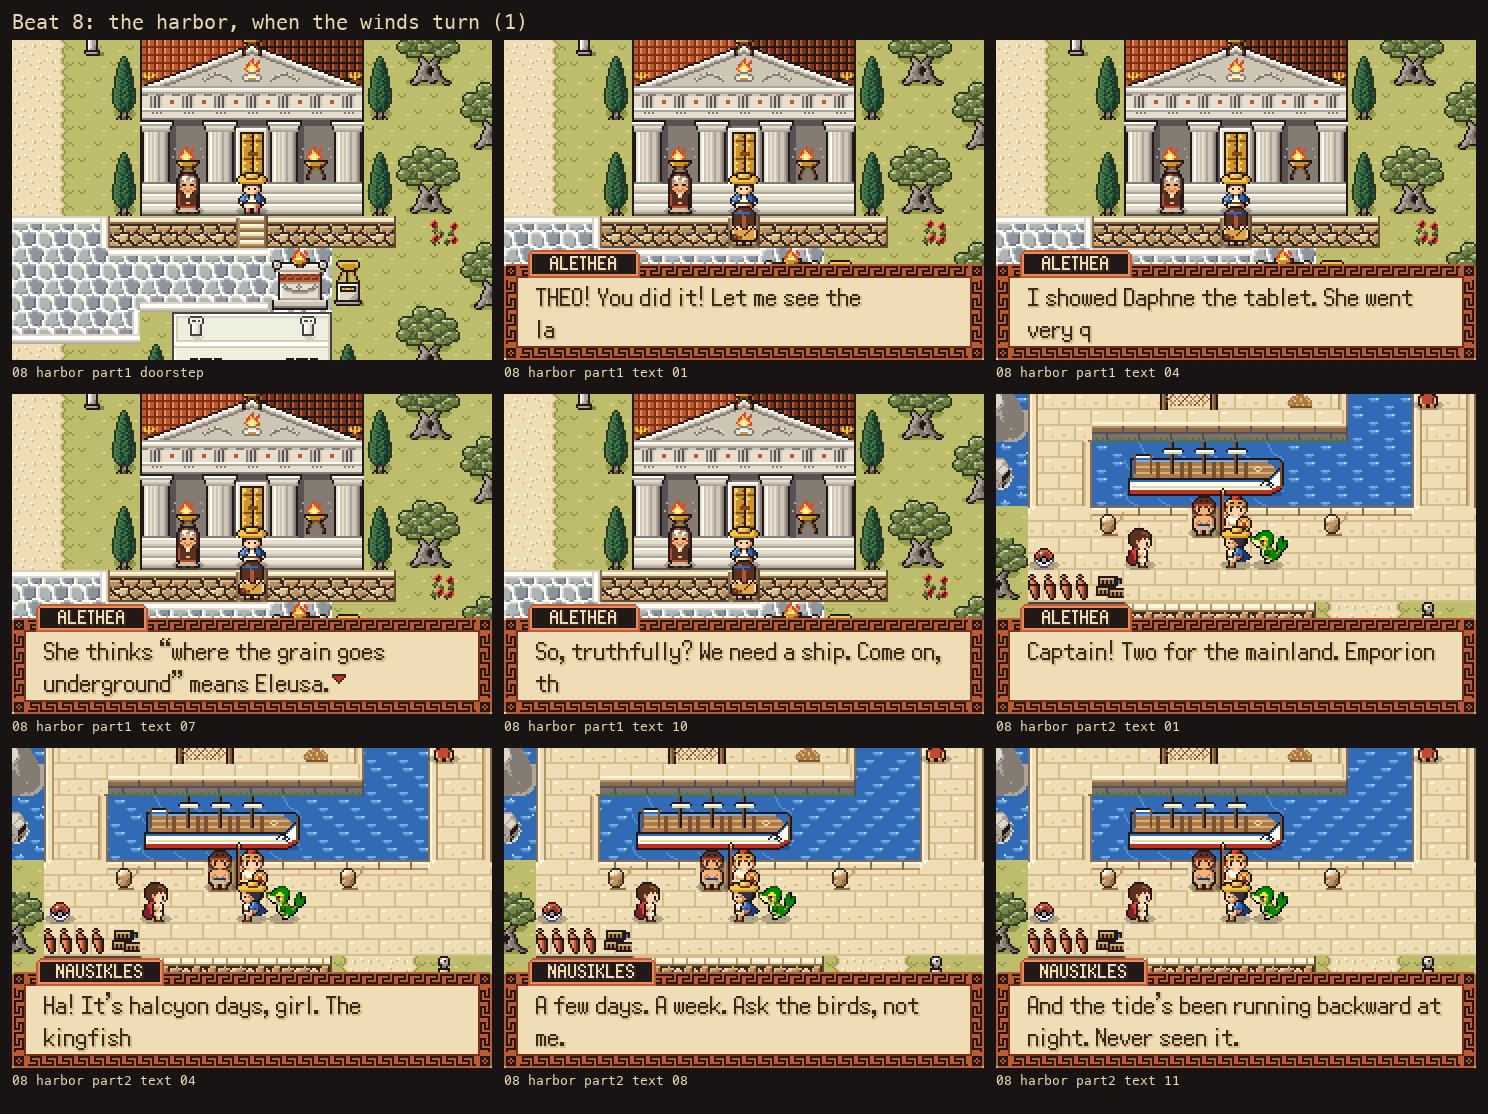 Beat 8: the harbor, when the winds turn (1)
08 harbor part1 doorstep
ALETHEA
THEO! You did it! Let me see the
la
08 harbor part1 text 01
ALETHEA
I showed Daphne the tablet. She went
very q
08 harbor part1 text 04
ALETHEA
She thinks “where the grain goes
underground” means Eleusa.
08 harbor part1 text 07
ALETHEA
So, truthfully? We need a ship. Come on,
th
08 harbor part1 text 10
ALETHEA
Captain! Two for the mainland. Emporion
08 harbor part2 text 01
NAUSIKLES
Ha! It’s halcyon days, girl. The
kingfish
08 harbor part2 text 04
NAUSIKLES
A few days. A week. Ask the birds, not
me.
08 harbor part2 text 08
NAUSIKLES
And the tide’s been running backward at
night. Never seen it.
08 harbor part2 text 11